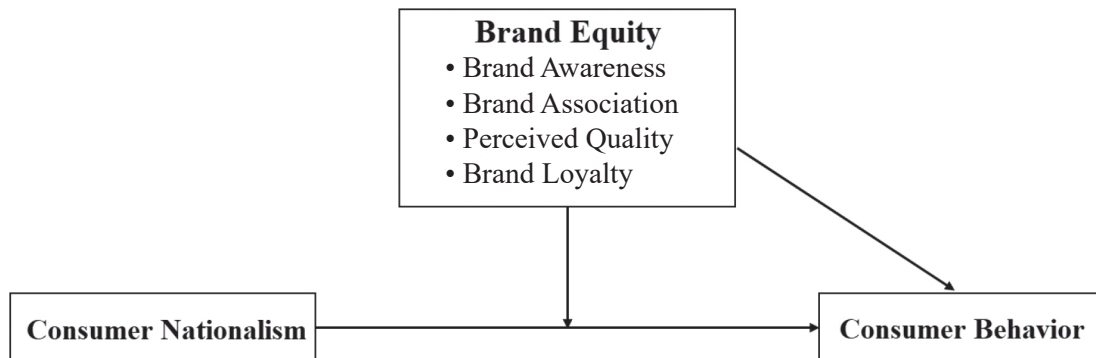 Brand Equity
• Brand Awareness
• Brand Association
• Perceived Quality
• Brand Loyalty
Consumer Nationalism
Consumer Behavior